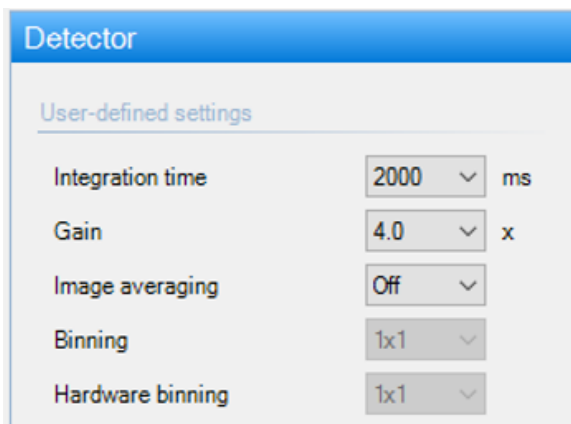 Detector
User-defined settings
Integration time 2000 ms
Gain 4.0 x
Image averaging Off
Binning 1x1
Hardware binning 1x1